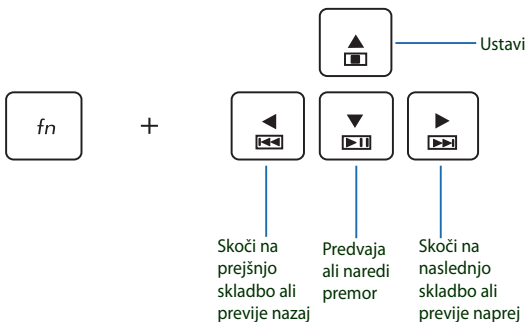 Ustavi
fn
+
Skoči na
prejšnjo
skladbo ali
previje nazaj
Predvaja
ali naredi
premor
Skoči na
naslednjo
skladbo ali
previje naprej